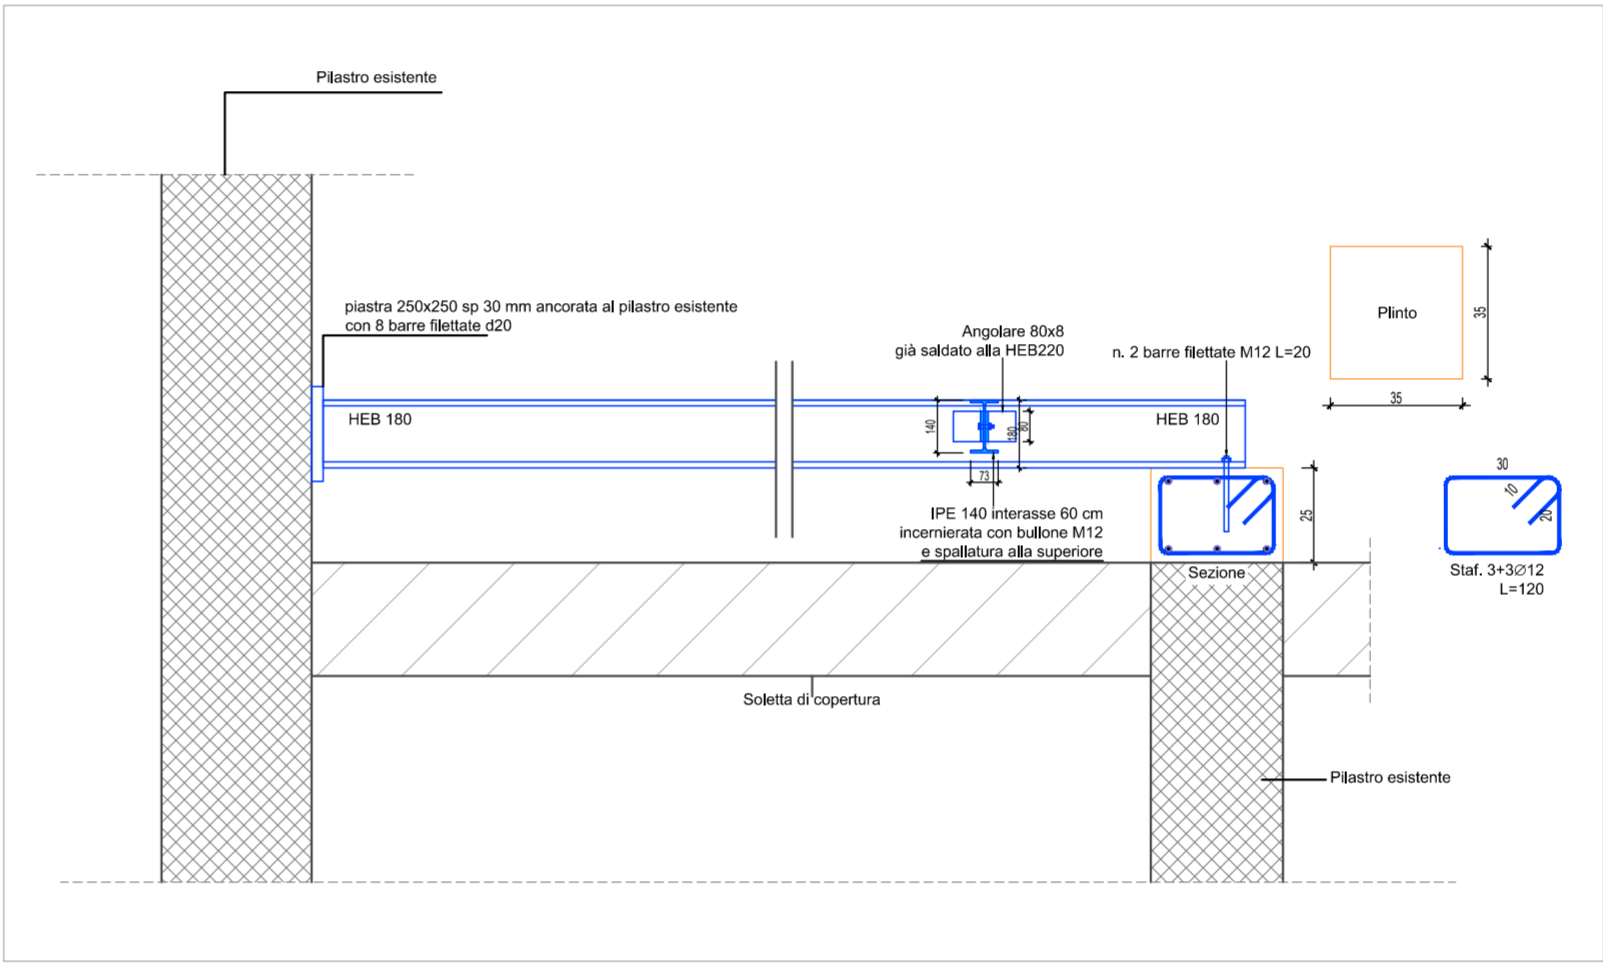 Pilastro esistente
piastra 250x250 sp 30 mm ancorata al pilastro esistente
con 8 barre filettate d20
Angolare 80x8
già saldato alla HEB220
n. 2 barre filettate M12 L=20
Plinto
35
35
HEB 180
140
180
80
HEB 180
73
IPE 140 interasse 60 cm
incernierata con bullone M12
e spallatura alla superiore
25
30
10
20
Sezione
Staf. 3+3∅12
L=120
Soletta di copertura
Pilastro esistente